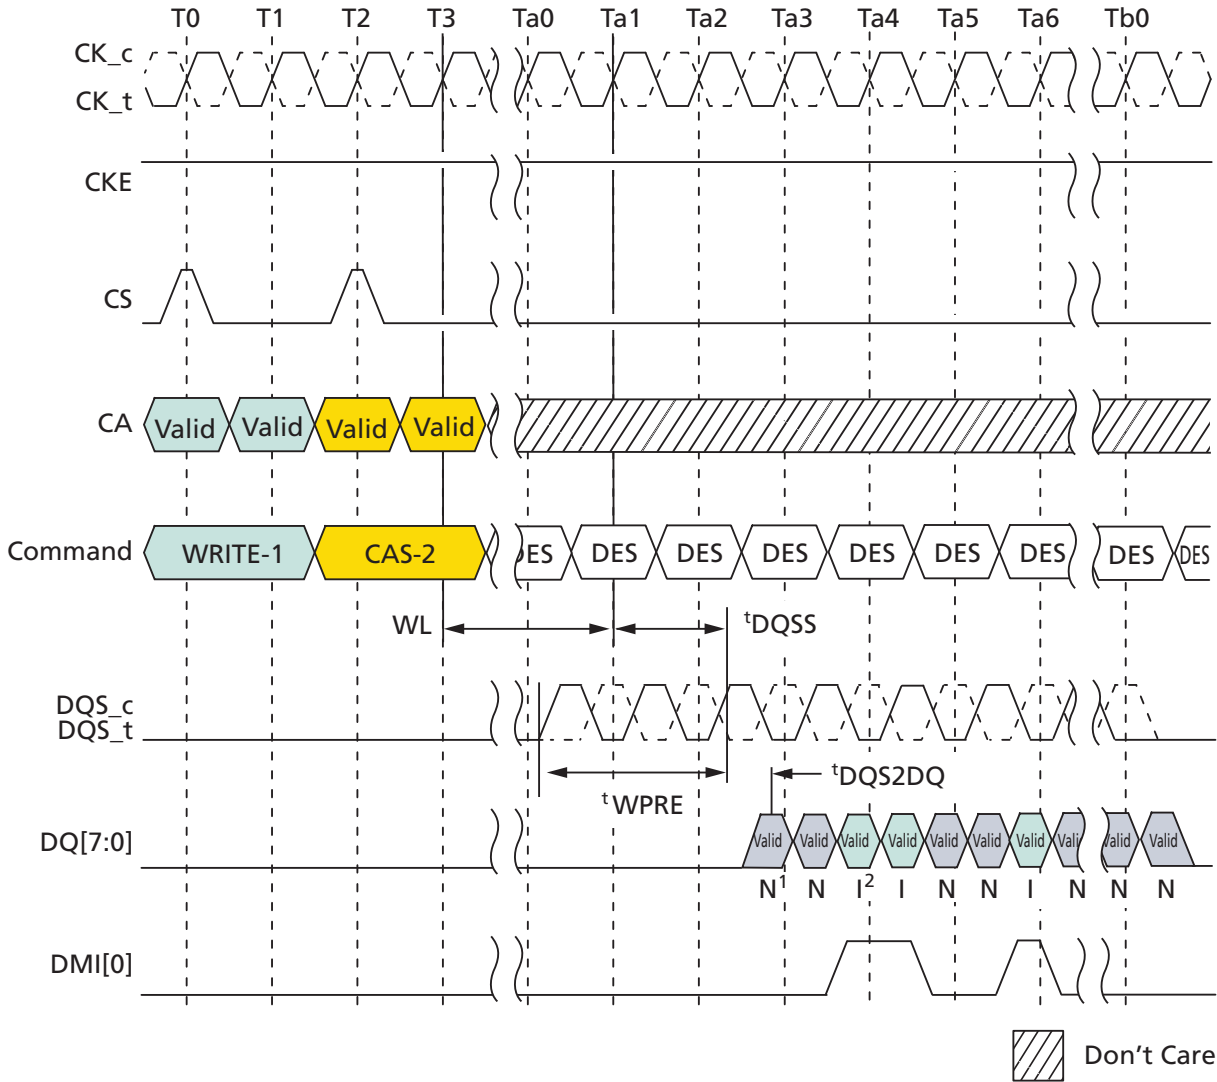 T0 T1 T2 T3 Ta0 Ta1 Ta2 Ta3 Ta4 Ta5 Ta6 Tb0
CK_c
CK_t
CKE
CS
CA Valid Valid Valid Valid
Command WRITE-1 CAS-2 DES DES DES DES DES DES DES DES DES
WL tDQSS
DQS_c
DQS_t
tDQS2DQ
tWPRE
DQ[7:0] Valid Valid Valid Valid Valid Valid Valid Valid Valid Valid
N1 N I2 I N N I N N N
DMI[0]
Don't Care